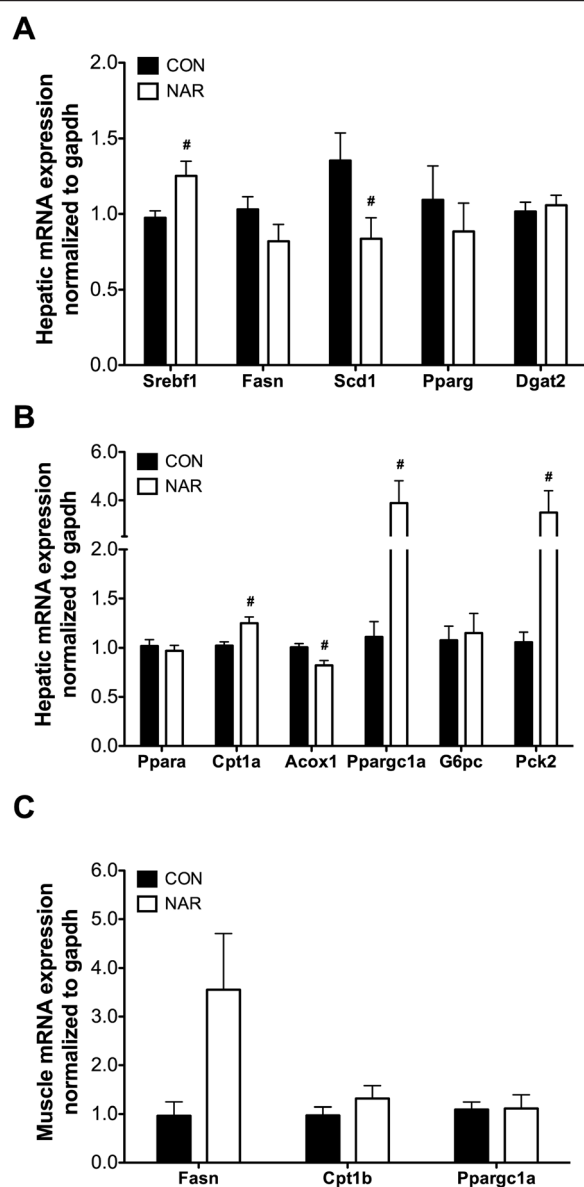 A
Hepatic mRNA expression
normalized to gapdh
2.0
1.5
1.0
0.5
0.0
CON
NAR
#
#
Srebf1 Fasn Scd1 Pparg Dgat2
B
Hepatic mRNA expression
normalized to gapdh
6.0
4.0
2.0
1.5
1.0
0.5
0.0
CON
NAR
#
#
#
#
Ppara Cpt1a Acox1 Ppargc1a G6pc Pck2
C
Muscle mRNA expression
normalized to gapdh
6.0
5.0
4.0
3.0
2.0
1.0
0.0
CON
NAR
Fasn Cpt1b Ppargc1a